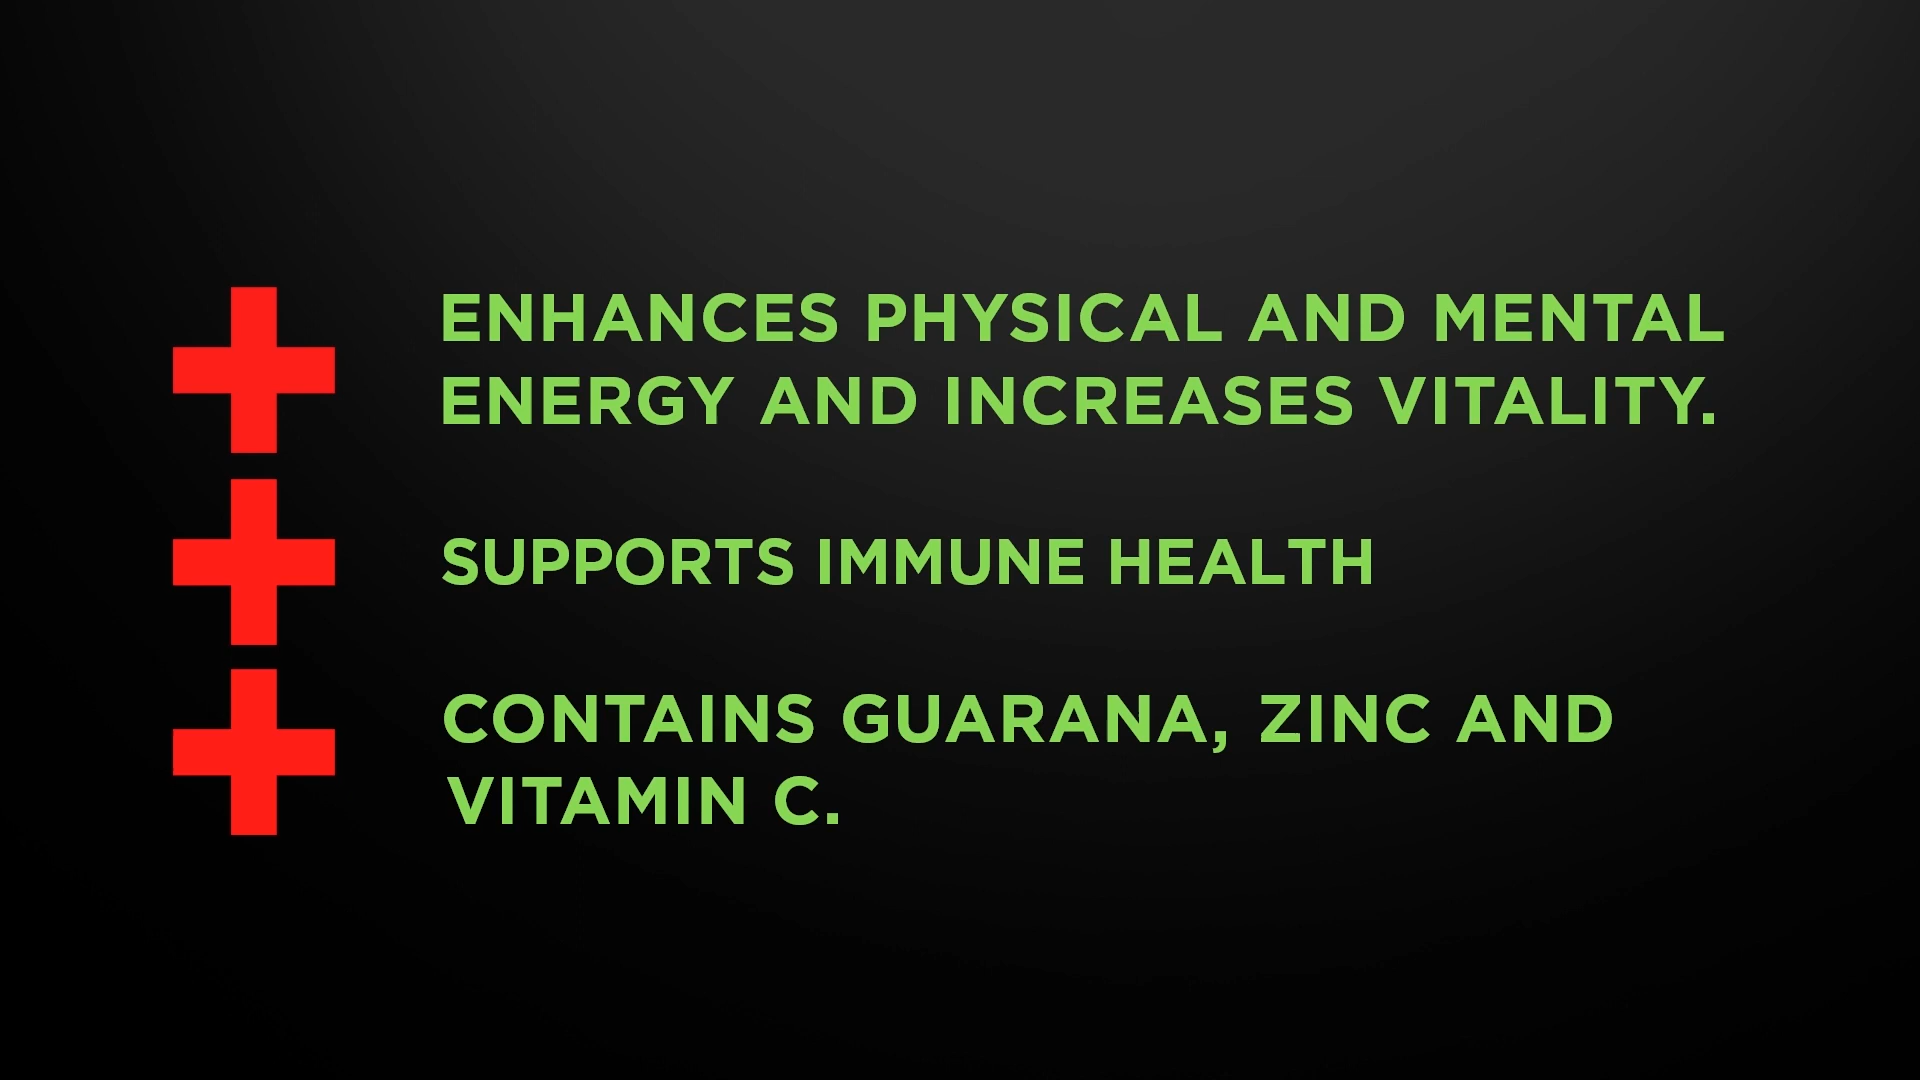 ENHANCES PHYSICAL AND MENTAL
ENERGY AND INCREASES VITALITY.
SUPPORTS IMMUNE HEALTH
CONTAINS GUARANA, ZINC AND
VITAMIN C.